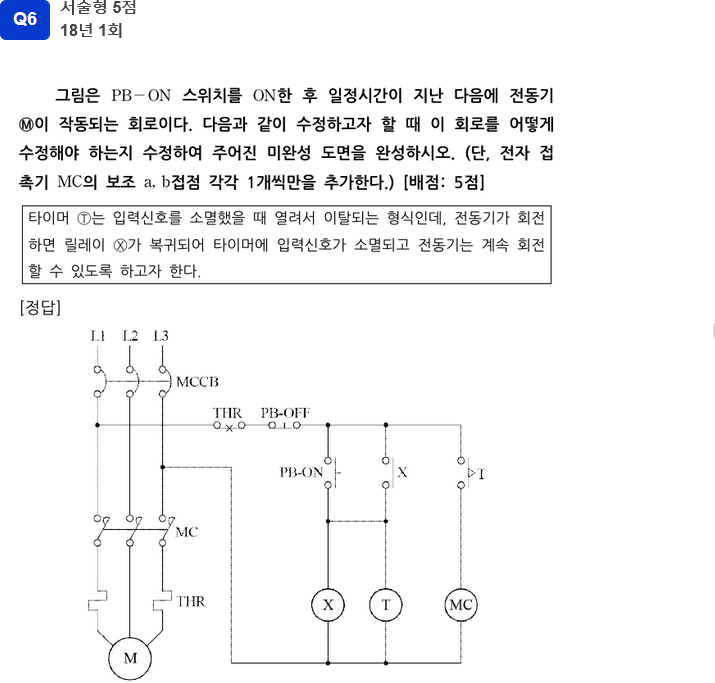 Q6
서술형 5점
18년 1회
그림은 PB-ON 스위치를 ON한 후 일정시간이 지난 다음에 전동기
Ⓜ이 작동되는 회로이다. 다음과 같이 수정하고자 할 때 이 회로를 어떻게
수정해야 하는지 수정하여 주어진 미완성 도면을 완성하시오. (단, 전자 접
촉기 MC의 보조 a, b접점 각각 1개씩만을 추가한다.) [배점: 5점]
타이머 Ⓣ는 입력신호를 소멸했을 때 열려서 이탈되는 형식인데, 전동기가 회전
하면 릴레이 ⓧ가 복귀되어 타이머에 입력신호가 소멸되고 전동기는 계속 회전
할 수 있도록 하고자 한다.
[정답]
L1 L2 L3
MCCB
THR PB-OFF
PB-ON X T
MC
THR
X T MC
M